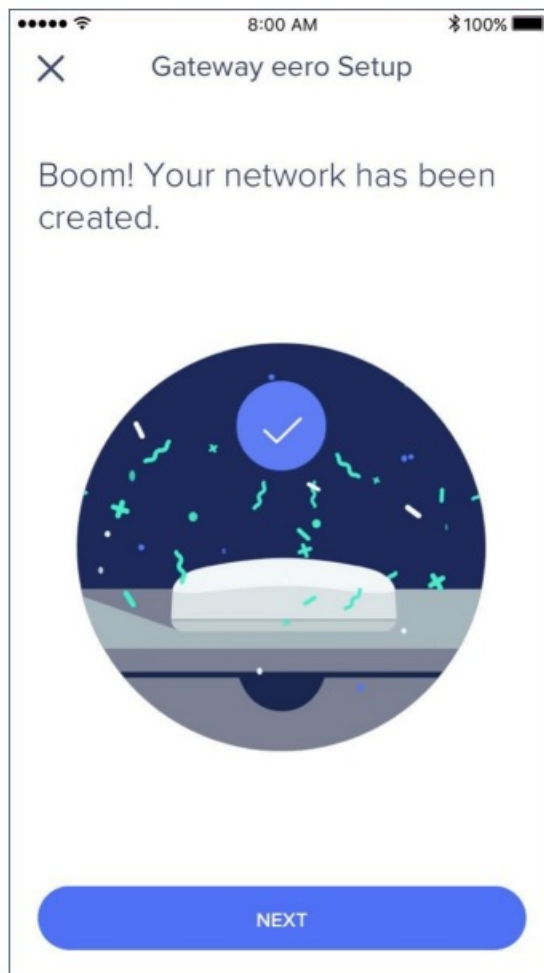 8:00 AM
100%
Gateway eero Setup
Boom! Your network has been
created.
NEXT